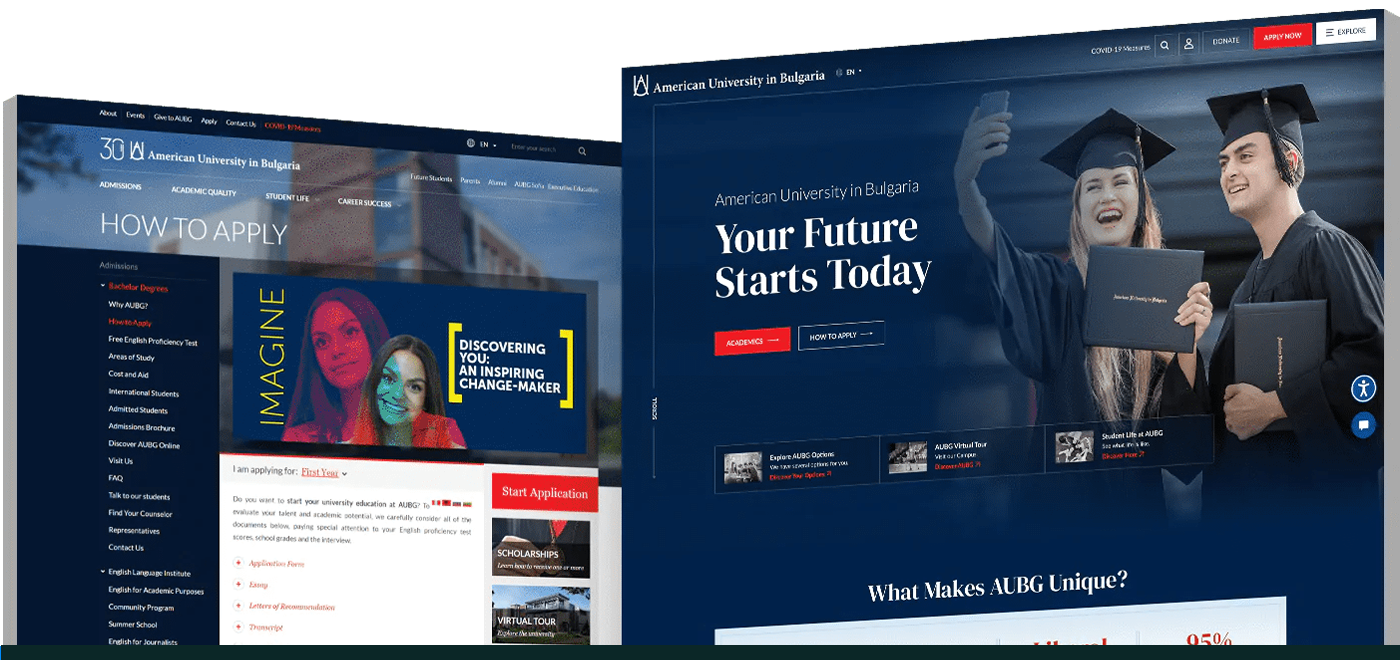 About
Events
Give to AUBG
Apply
Contact Us
COVID-19 Measures
EN
Enter your search
30
American University in Bulgaria
Future Students
Parents
Alumni
AUBG Sofia
Executive Education
ADMISSIONS
ACADEMIC QUALITY
STUDENT LIFE
CAREER SUCCESS
HOW TO APPLY
Admissions
Bachelor Degrees
Why AUBG?
How to Apply
Free English Proficiency Test
Areas of Study
Cost and Aid
International Students
Admitted Students
Admissions Brochure
Discover AUBG Online
Visit Us
FAQ
Talk to our students
Find Your Counselor
Representatives
Contact Us
English Language Institute
English for Academic Purposes
Community Program
Summer School
English for Journalists
IMAGINE
DISCOVERING
YOU:
AN INSPIRING
CHANGE-MAKER
I am applying for: First Year
Do you want to start your university education at AUBG? To
evaluate your talent and academic potential, we carefully consider all of the
documents below, paying special attention to your English proficiency test
scores, school grades and the interview.
Application Form
Essay
Letters of Recommendation
Transcript
Start Application
SCHOLARSHIPS
Learn how to receive one or more
VIRTUAL TOUR
Explore the university
American University in Bulgaria
EN
COVID-19 Measures
DONATE
APPLY NOW
EXPLORE
American University in Bulgaria
Your Future
Starts Today
ACADEMICS
HOW TO APPLY
SCROLL
American University in Bulgaria
Explore AUBG Options
We have several options for you
Discover Your Options
AUBG Virtual Tour
Visit our Campus
Discover AUBG
Student Life at AUBG
See what life is like
Discover More
What Makes AUBG Unique?
95%